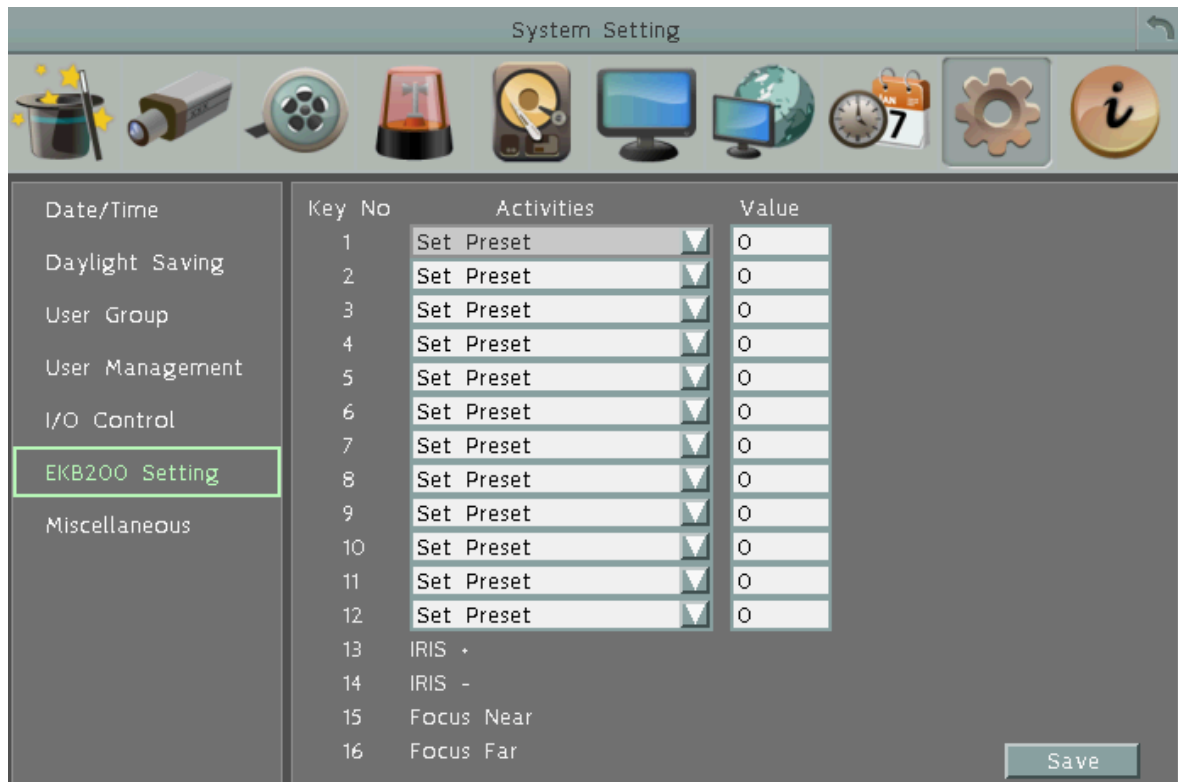 System Setting
JAN
7
Date/Time
Daylight Saving
User Group
User Management
I/O Control
EKB200 Setting
Miscellaneous
Key No Activities Value
1 Set Preset 0
2 Set Preset 0
3 Set Preset 0
4 Set Preset 0
5 Set Preset 0
6 Set Preset 0
7 Set Preset 0
8 Set Preset 0
9 Set Preset 0
10 Set Preset 0
11 Set Preset 0
12 Set Preset 0
13 IRIS +
14 IRIS -
15 Focus Near
16 Focus Far
Save